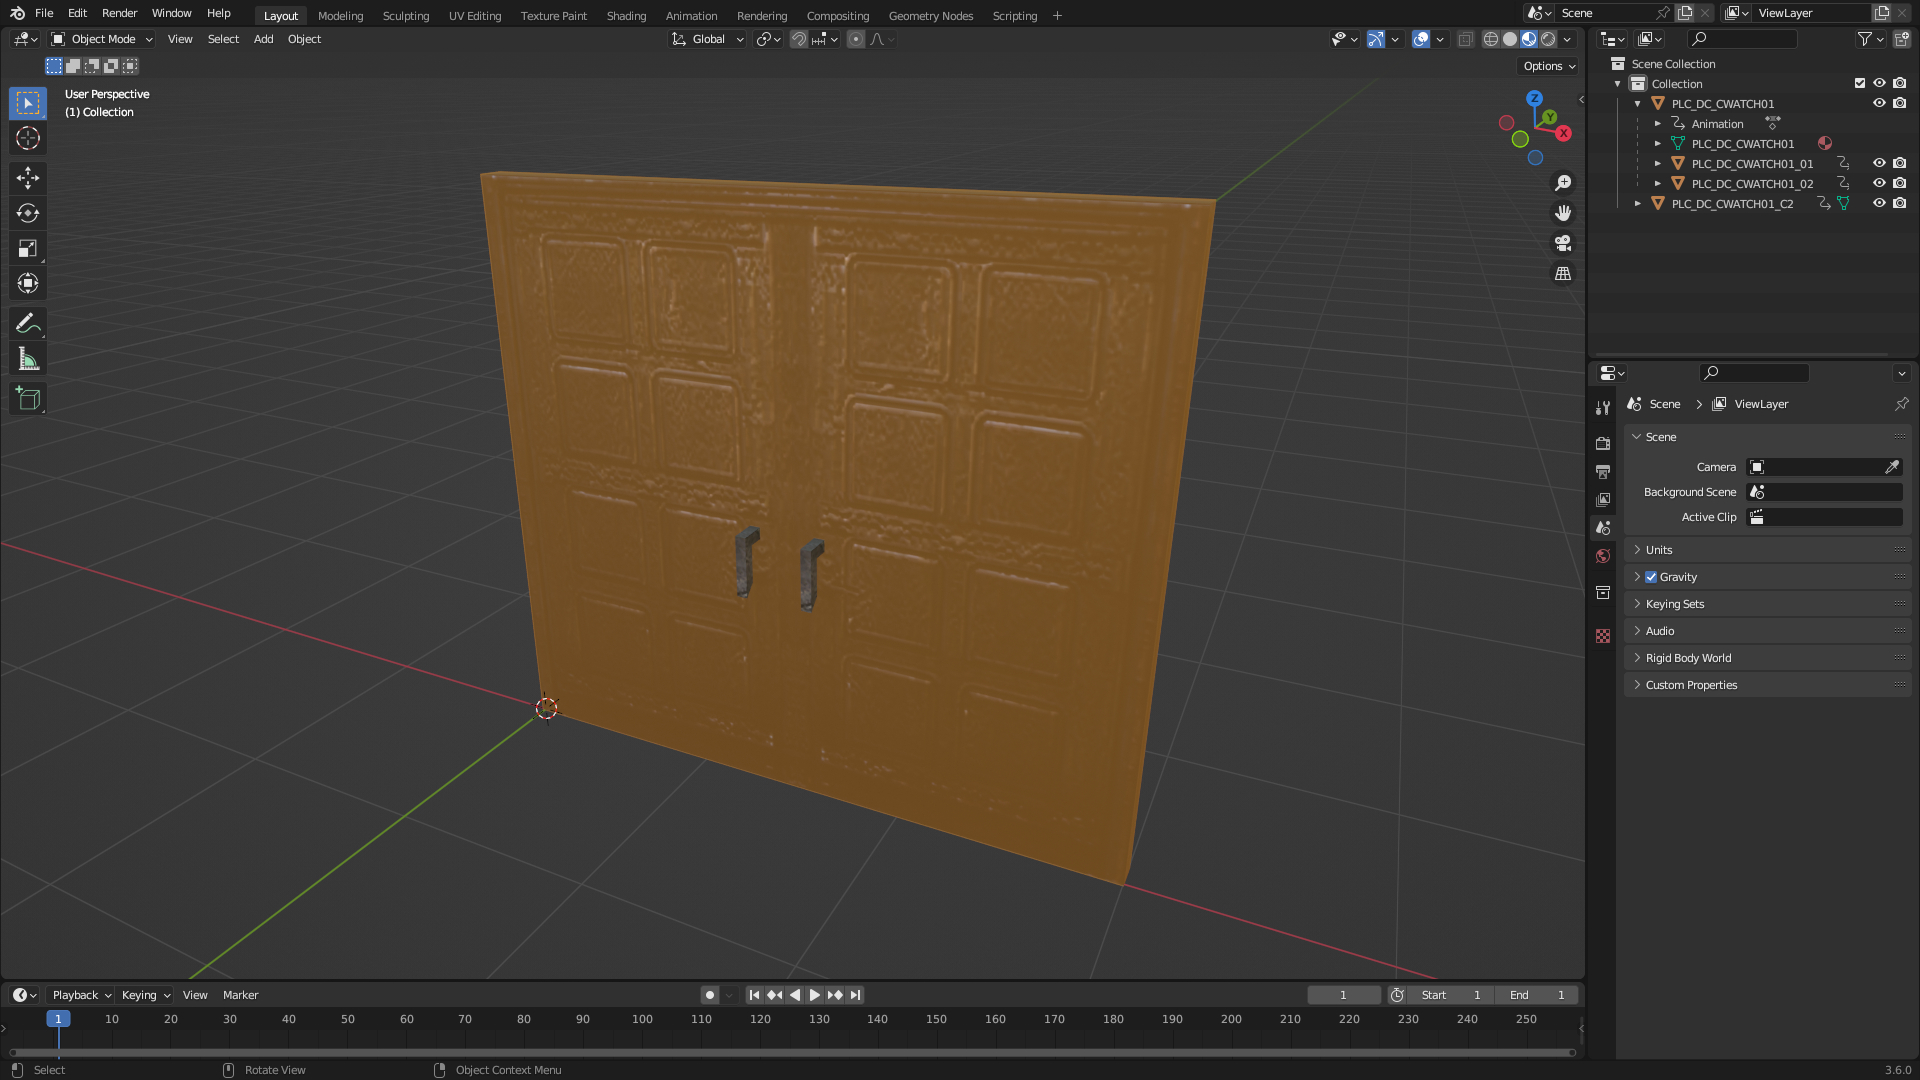 File Edit Render Window Help Layout Modeling Sculpting UV Editing Texture Paint Shading Animation Rendering Compositing Geometry Nodes Scripting + Scene ViewLayer
Object Mode View Select Add Object Global
Options
User Perspective
(1) Collection
Z
Y
X
Scene Collection
Collection
PLC_DC_CWATCH01
Animation
PLC_DC_CWATCH01
PLC_DC_CWATCH01_01
PLC_DC_CWATCH01_02
PLC_DC_CWATCH01_C2
Scene ViewLayer
Scene
Camera
Background Scene
Active Clip
Units
Gravity
Keying Sets
Audio
Rigid Body World
Custom Properties
Playback Keying View Marker 1 Start 1 End 1
1 10 20 30 40 50 60 70 80 90 100 110 120 130 140 150 160 170 180 190 200 210 220 230 240 250
Select Rotate View Object Context Menu 3.6.0